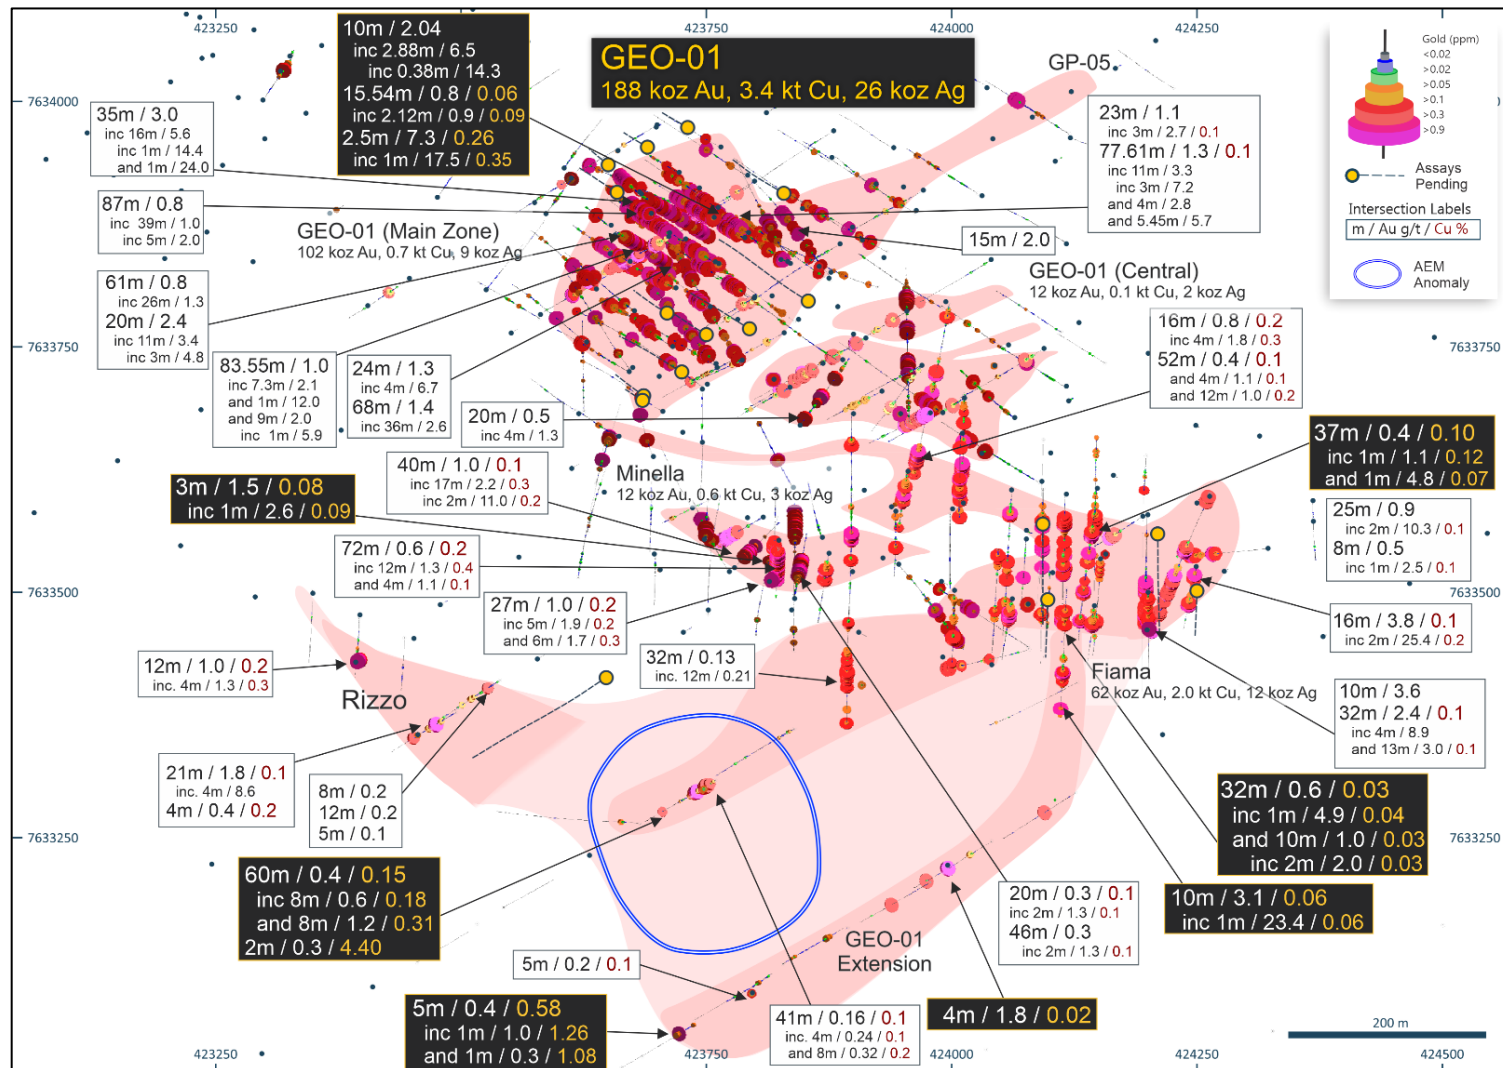 423250
423750
424000
424250
7634000
7633750
7633500
7633250
GEO-01
188 koz Au, 3.4 kt Cu, 26 koz Ag
10m / 2.04
inc 2.88m / 6.5
inc 0.38m / 14.3
15.54m / 0.8 / 0.06
inc 2.12m / 0.9 / 0.09
2.5m / 7.3 / 0.26
inc 1m / 17.5 / 0.35
GP-05
Gold (ppm)
<0.02
>0.02
>0.05
>0.1
>0.3
>0.9
Assays
Pending
Intersection Labels
m / Au g/t / Cu %
AEM
Anomaly
35m / 3.0
inc 16m / 5.6
inc 1m / 14.4
and 1m / 24.0
23m / 1.1
inc 3m / 2.7 / 0.1
77.61m / 1.3 / 0.1
inc 11m / 3.3
inc 3m / 7.2
and 4m / 2.8
and 5.45m / 5.7
87m / 0.8
inc 39m / 1.0
inc 5m / 2.0
GEO-01 (Main Zone)
102 koz Au, 0.7 kt Cu, 9 koz Ag
15m / 2.0
GEO-01 (Central)
12 koz Au, 0.1 kt Cu, 2 koz Ag
61m / 0.8
inc 26m / 1.3
20m / 2.4
inc 11m / 3.4
inc 3m / 4.8
16m / 0.8 / 0.2
inc 4m / 1.8 / 0.3
52m / 0.4 / 0.1
and 4m / 1.1 / 0.1
and 12m / 1.0 / 0.2
7633750
83.55m / 1.0
inc 7.3m / 2.1
and 1m / 12.0
and 9m / 2.0
inc 1m / 5.9
24m / 1.3
inc 4m / 6.7
68m / 1.4
inc 36m / 2.6
20m / 0.5
inc 4m / 1.3
37m / 0.4 / 0.10
inc 1m / 1.1 / 0.12
and 1m / 4.8 / 0.07
40m / 1.0 / 0.1
inc 17m / 2.2 / 0.3
inc 2m / 11.0 / 0.2
Minella
12 koz Au, 0.6 kt Cu, 3 koz Ag
3m / 1.5 / 0.08
inc 1m / 2.6 / 0.09
25m / 0.9
inc 2m / 10.3 / 0.1
8m / 0.5
inc 1m / 2.5 / 0.1
72m / 0.6 / 0.2
inc 12m / 1.3 / 0.4
and 4m / 1.1 / 0.1
7633500
27m / 1.0 / 0.2
inc 5m / 1.9 / 0.2
and 6m / 1.7 / 0.3
16m / 3.8 / 0.1
inc 2m / 25.4 / 0.2
12m / 1.0 / 0.2
inc. 4m / 1.3 / 0.3
32m / 0.13
inc. 12m / 0.21
Rizzo
Fiama
62 koz Au, 2.0 kt Cu, 12 koz Ag
10m / 3.6
32m / 2.4 / 0.1
inc 4m / 8.9
and 13m / 3.0 / 0.1
21m / 1.8 / 0.1
inc. 4m / 8.6
4m / 0.4 / 0.2
8m / 0.2
12m / 0.2
5m / 0.1
32m / 0.6 / 0.03
inc 1m / 4.9 / 0.04
and 10m / 1.0 / 0.03
inc 2m / 2.0 / 0.03
7633250
60m / 0.4 / 0.15
inc 8m / 0.6 / 0.18
and 8m / 1.2 / 0.31
2m / 0.3 / 4.40
20m / 0.3 / 0.1
inc 2m / 1.3 / 0.1
46m / 0.3
inc 2m / 1.3 / 0.1
10m / 3.1 / 0.06
inc 1m / 23.4 / 0.06
GEO-01
Extension
5m / 0.2 / 0.1
5m / 0.4 / 0.58
inc 1m / 1.0 / 1.26
and 1m / 0.3 / 1.08
41m / 0.16 / 0.1
inc. 4m / 0.24 / 0.1
and 8m / 0.32 / 0.2
4m / 1.8 / 0.02
200 m
423250
423750
424000
424250
424500